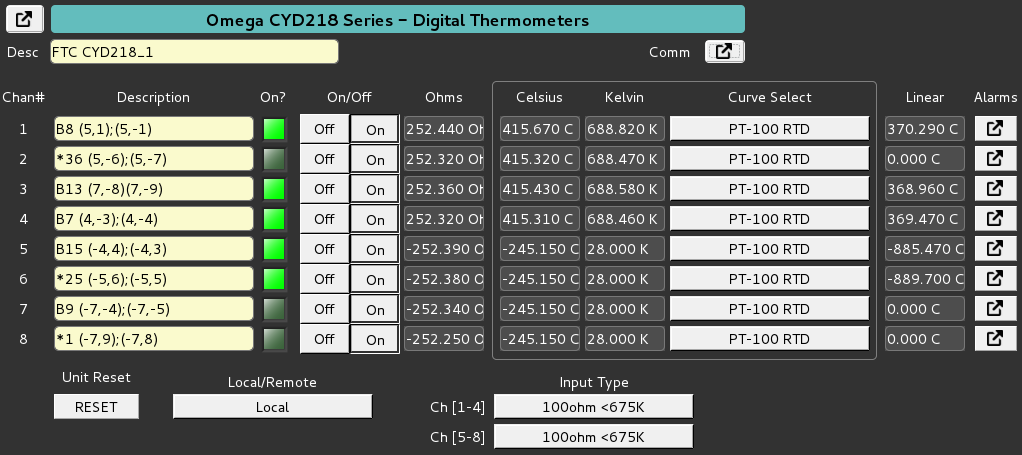 Omega CYD218 Series - Digital Thermometers
Desc FTC CYD218_1 Comm
Chan# Description On? On/Off Ohms Celsius Kelvin Curve Select Linear Alarms
1 B8 (5,1);(5,-1) Off On 252.440 Oh 415.670 C 688.820 K PT-100 RTD 370.290 C
2 *36 (5,-6);(5,-7) Off On 252.320 Oh 415.320 C 688.470 K PT-100 RTD 0.000 C
3 B13 (7,-8)(7,-9) Off On 252.360 Oh 415.430 C 688.580 K PT-100 RTD 368.960 C
4 B7 (4,-3);(4,-4) Off On 252.320 Oh 415.310 C 688.460 K PT-100 RTD 369.470 C
5 B15 (-4,4);(-4,3) Off On -252.390 O -245.150 C 28.000 K PT-100 RTD -885.470 C
6 *25 (-5,6);(-5,5) Off On -252.380 O -245.150 C 28.000 K PT-100 RTD -889.700 C
7 B9 (-7,-4);(-7,-5) Off On -252.340 O -245.150 C 28.000 K PT-100 RTD 0.000 C
8 *1 (-7,9);(-7,8) Off On -252.250 O -245.150 C 28.000 K PT-100 RTD 0.000 C
Unit Reset Local/Remote Input Type
RESET Local Ch [1-4] 100ohm <675K
Ch [5-8] 100ohm <675K